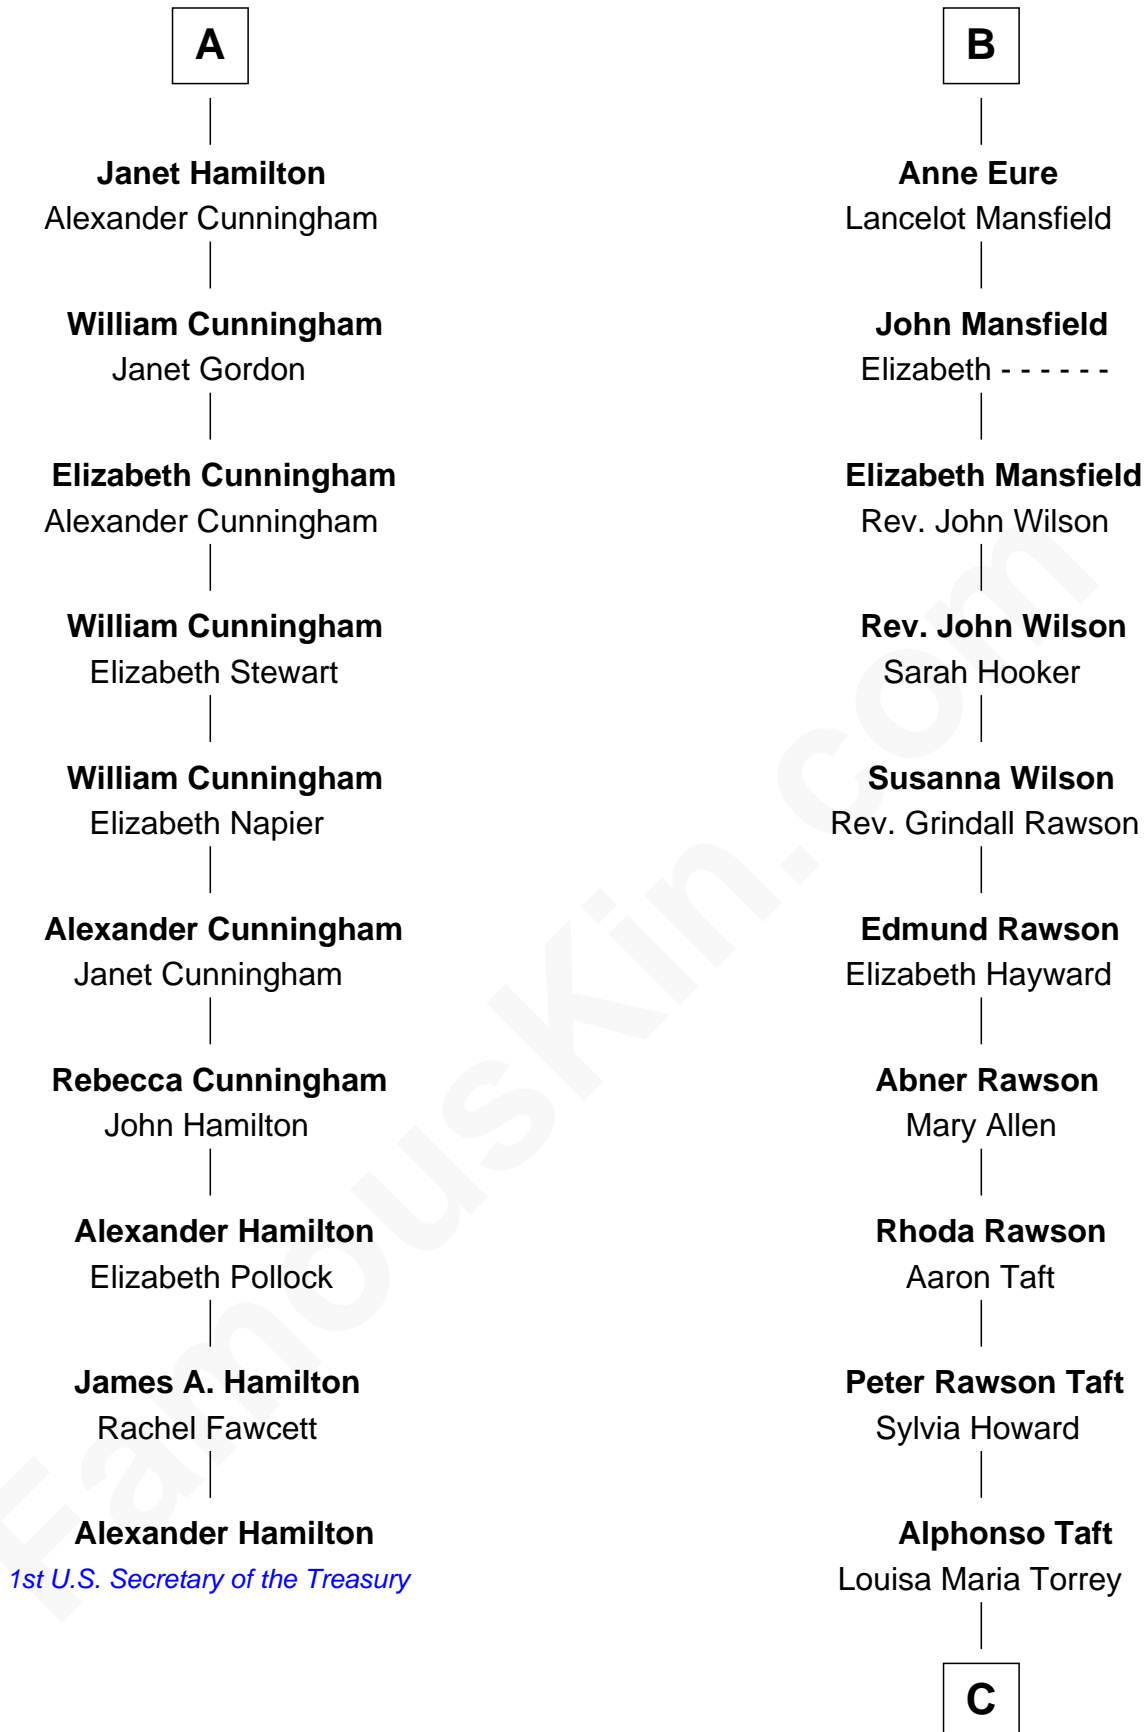 A
Janet Hamilton
Alexander Cunningham
William Cunningham
Janet Gordon
Elizabeth Cunningham
Alexander Cunningham
William Cunningham
Elizabeth Stewart
William Cunningham
Elizabeth Napier
Alexander Cunningham
Janet Cunningham
Rebecca Cunningham
John Hamilton
Alexander Hamilton
Elizabeth Pollock
James A. Hamilton
Rachel Fawcett
Alexander Hamilton
1st U.S. Secretary of the Treasury
B
Anne Eure
Lancelot Mansfield
John Mansfield
Elizabeth - - - - - -
Elizabeth Mansfield
Rev. John Wilson
Rev. John Wilson
Sarah Hooker
Susanna Wilson
Rev. Grindall Rawson
Edmund Rawson
Elizabeth Hayward
Abner Rawson
Mary Allen
Rhoda Rawson
Aaron Taft
Peter Rawson Taft
Sylvia Howard
Alphonso Taft
Louisa Maria Torrey
C
FamousKin.com